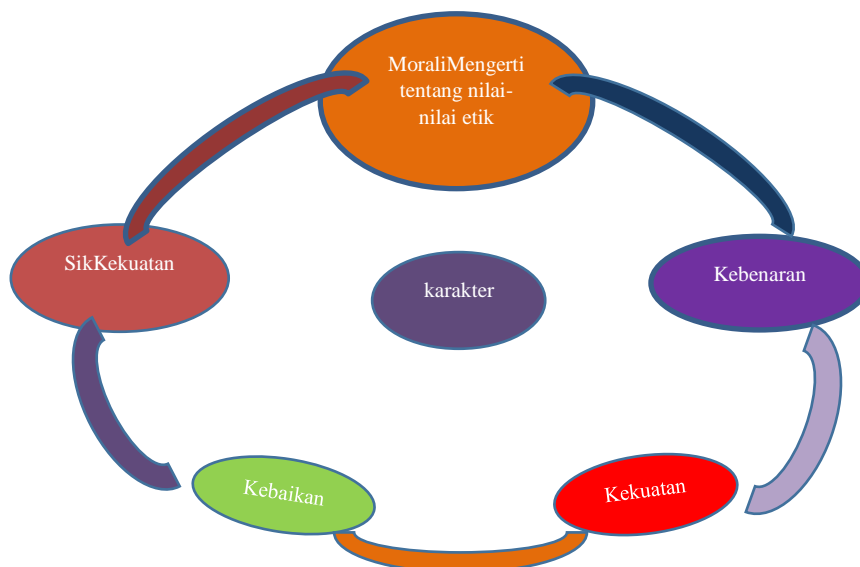 MoraliMengerti
tentang nilai-
nilai etik
SikKekuatan
karakter
Kebenaran
Kebaikan
Kekuatan